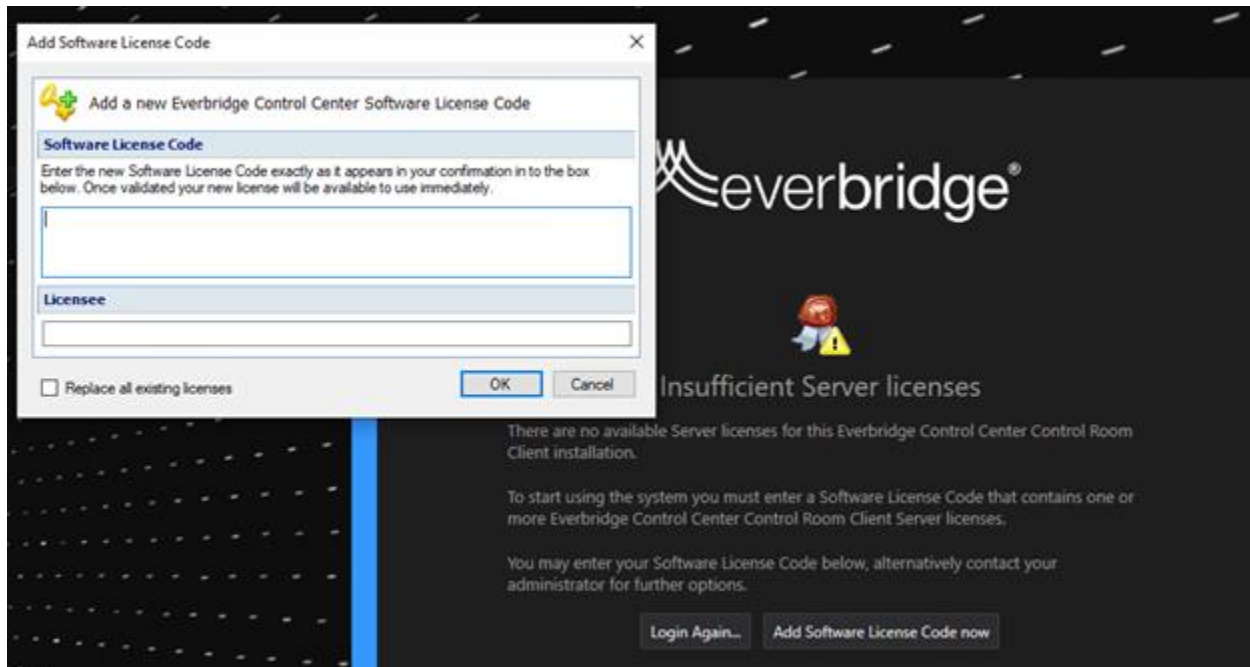 Add Software License Code
Add a new Everbridge Control Center Software License Code
Software License Code
Enter the new Software License Code exactly as it appears in your confirmation in to the box
below. Once validated your new license will be available to use immediately.
Licensee
Replace all existing licenses
OK
Cancel
everbridge®
Insufficient Server licenses
There are no available Server licenses for this Everbridge Control Center Control Room
Client installation.
To start using the system you must enter a Software License Code that contains one or
more Everbridge Control Center Control Room Client Server licenses.
You may enter your Software License Code below, alternatively contact your
administrator for further options.
Login Again...
Add Software License Code now